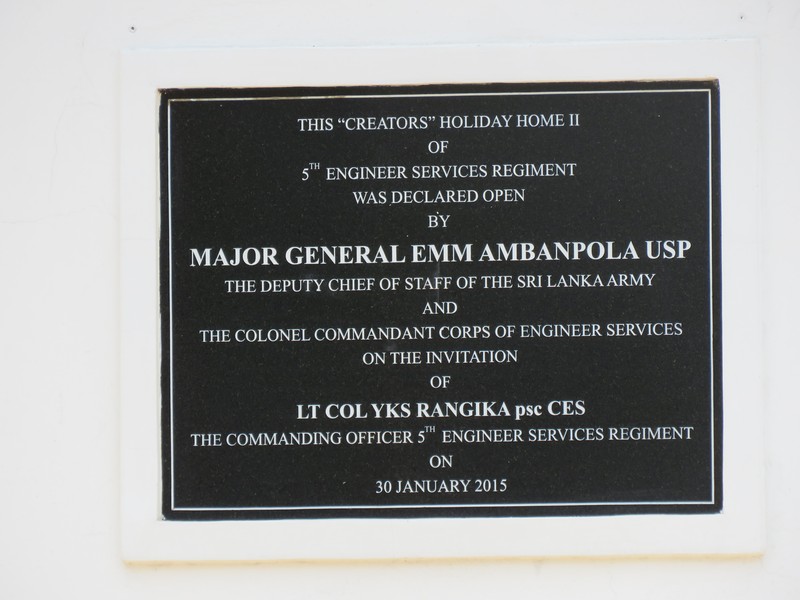 THIS “CREATORS” HOLIDAY HOME II
OF
5TH ENGINEER SERVICES REGIMENT
WAS DECLARED OPEN
BY
MAJOR GENERAL EMM AMBANPOLA USP
THE DEPUTY CHIEF OF STAFF OF THE SRI LANKA ARMY
AND
THE COLONEL COMMANDANT CORPS OF ENGINEER SERVICES
ON THE INVITATION
OF
LT COL YKS RANGIKA psc CES
THE COMMANDING OFFICER 5TH ENGINEER SERVICES REGIMENT
ON
30 JANUARY 2015